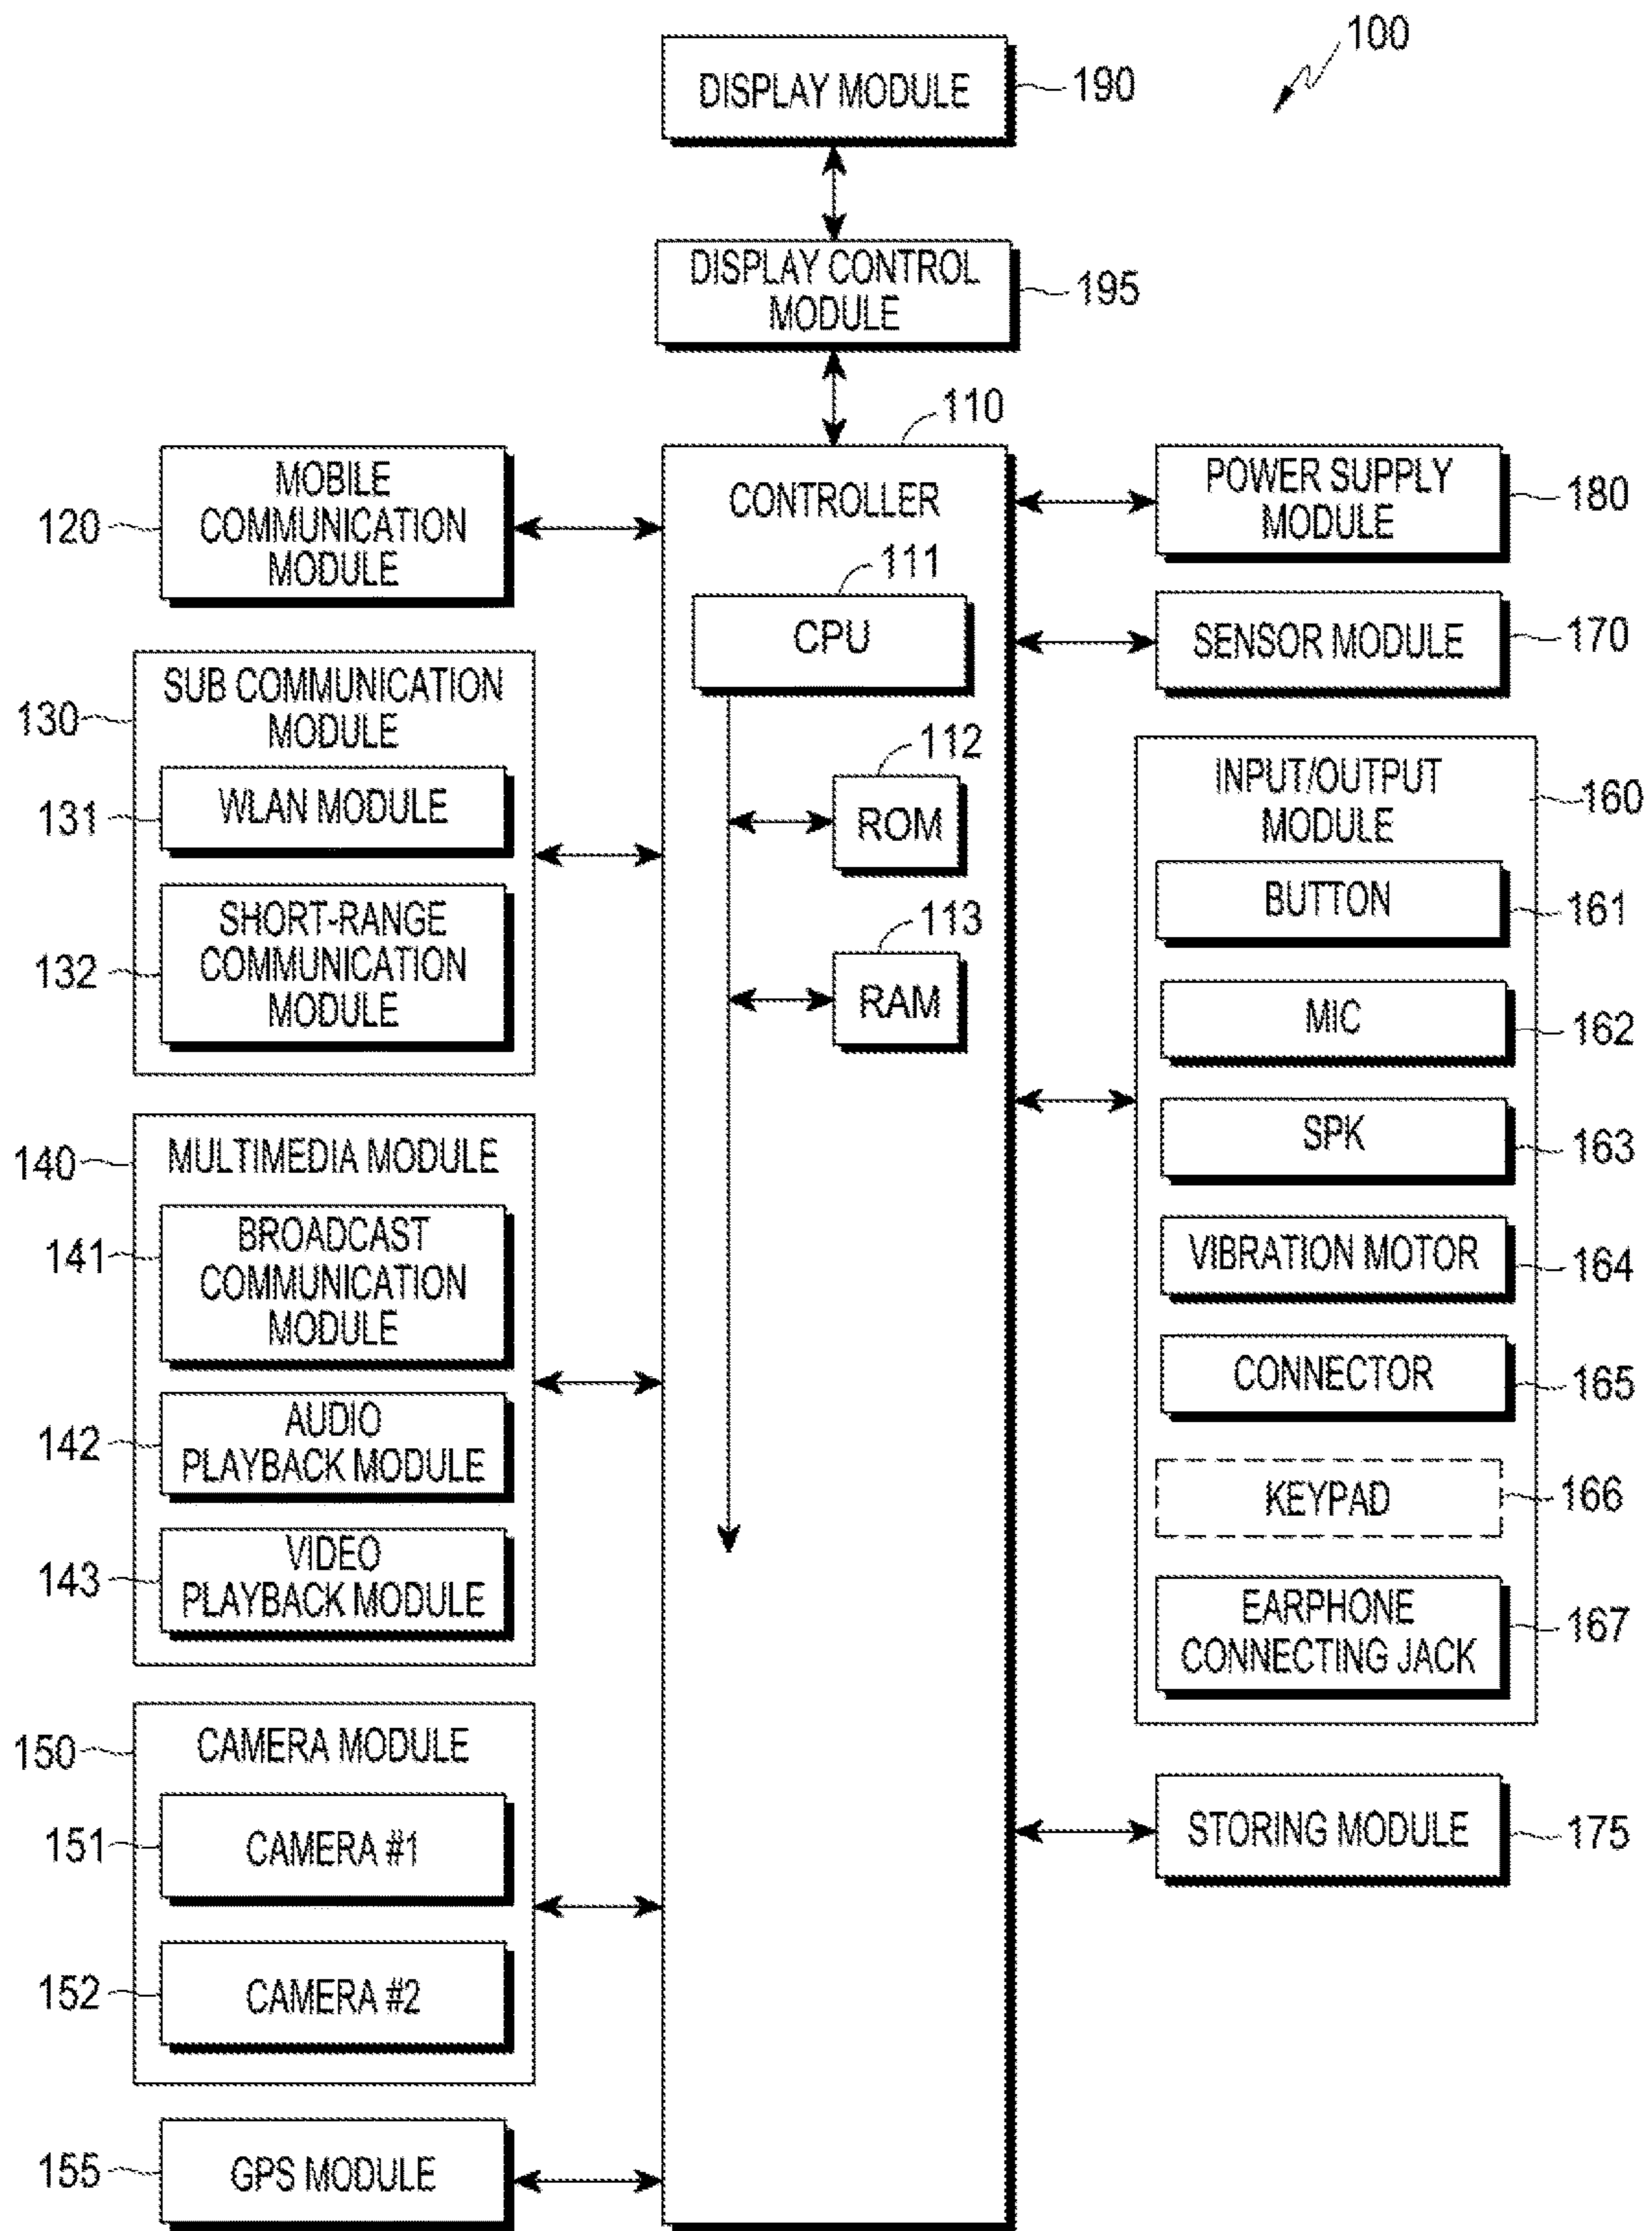 100
DISPLAY MODULE
190
DISPLAY CONTROL
MODULE
195
110
CONTROLLER
111
CPU
112
ROM
113
RAM
120
MOBILE
COMMUNICATION
MODULE
130
SUB COMMUNICATION
MODULE
131
WLAN MODULE
132
SHORT-RANGE
COMMUNICATION
MODULE
140
MULTIMEDIA MODULE
141
BROADCAST
COMMUNICATION
MODULE
142
AUDIO
PLAYBACK MODULE
143
VIDEO
PLAYBACK MODULE
150
CAMERA MODULE
151
CAMERA #1
152
CAMERA #2
155
GPS MODULE
POWER SUPPLY
MODULE
180
SENSOR MODULE
170
INPUT/OUTPUT
MODULE
160
BUTTON
161
MIC
162
SPK
163
VIBRATION MOTOR
164
CONNECTOR
165
KEYPAD
166
EARPHONE
CONNECTING JACK
167
STORING MODULE
175